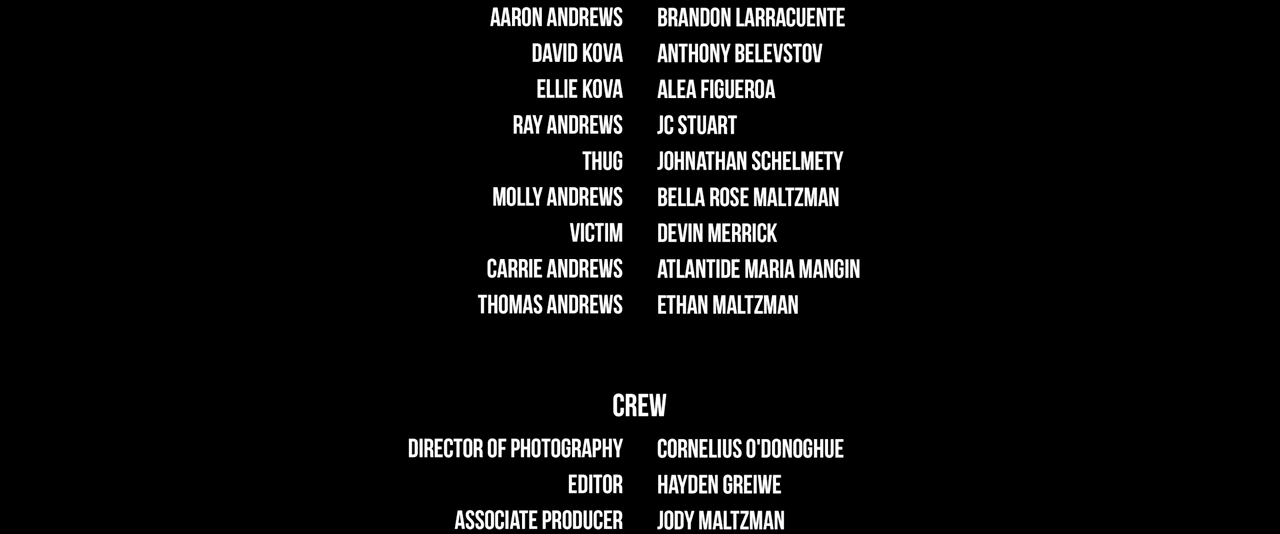 AARON ANDREWS BRANDON LARRACUENTE
DAVID KOVA ANTHONY BELEVSTOV
ELLIE KOVA ALEA FIGUEROA
RAY ANDREWS JC STUART
THUG JOHNATHAN SCHELMETY
MOLLY ANDREWS BELLA ROSE MALTZMAN
VICTIM DEVIN MERRICK
CARRIE ANDREWS ATLANTIDE MARIA MANGIN
THOMAS ANDREWS ETHAN MALTZMAN
CREW
DIRECTOR OF PHOTOGRAPHY CORNELIUS O'DONOGHUE
EDITOR HAYDEN GREIWE
ASSOCIATE PRODUCER JODY MALTZMAN